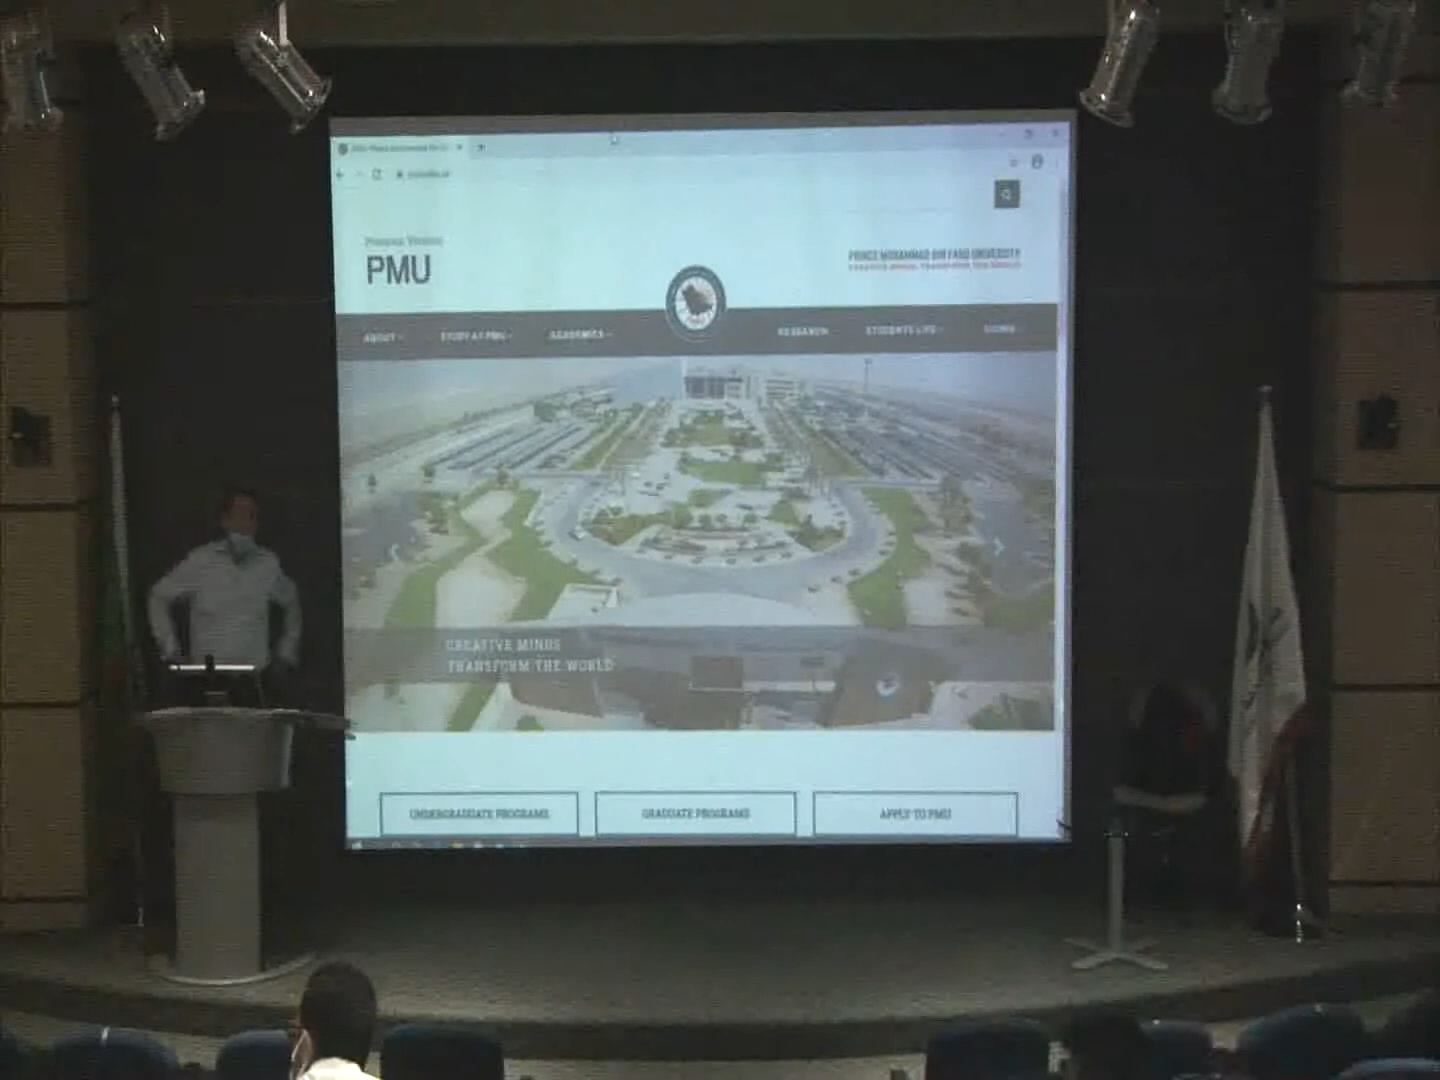 PMU
PRINCE MOHAMMAD BIN FAHD UNIVERSITY
ABOUT
STUDY AT PMU
ACADEMICS
RESEARCH
STUDENTS LIFE
CREATIVE MINDS
TRANSFORM THE WORLD
UNDERGRADUATE PROGRAMS
GRADUATE PROGRAMS
APPLY TO PMU